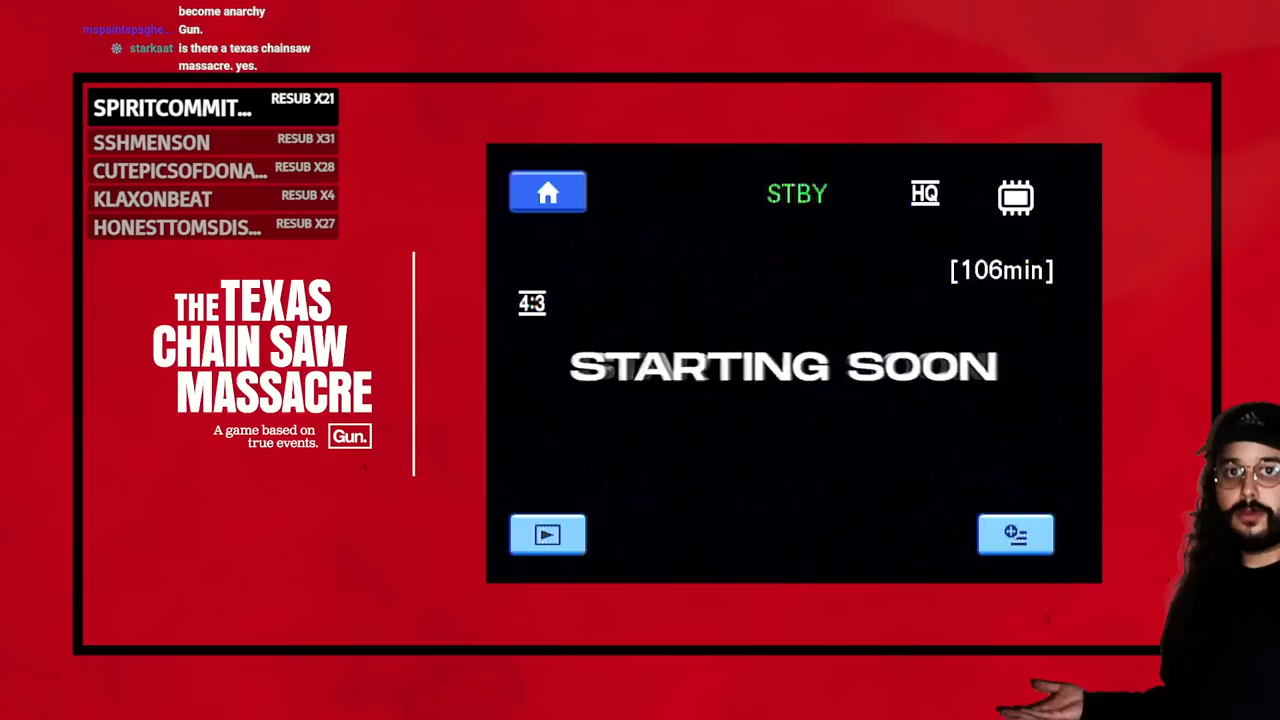 become anarchy
mspaintspaghe... Gun.
starkaat is there a texas chainsaw
massacre. yes.
SPIRITCOMMIT... RESUB X21
SSHMENSON RESUB X31
CUTEPICSOFDONA... RESUB X28
KLAXONBEAT RESUB X4
HONESTTOMSDIS... RESUB X27
THE TEXAS
CHAIN SAW
MASSACRE
A game based on
true events. Gun.
STBY HQ
[106min]
4:3
STARTING SOON